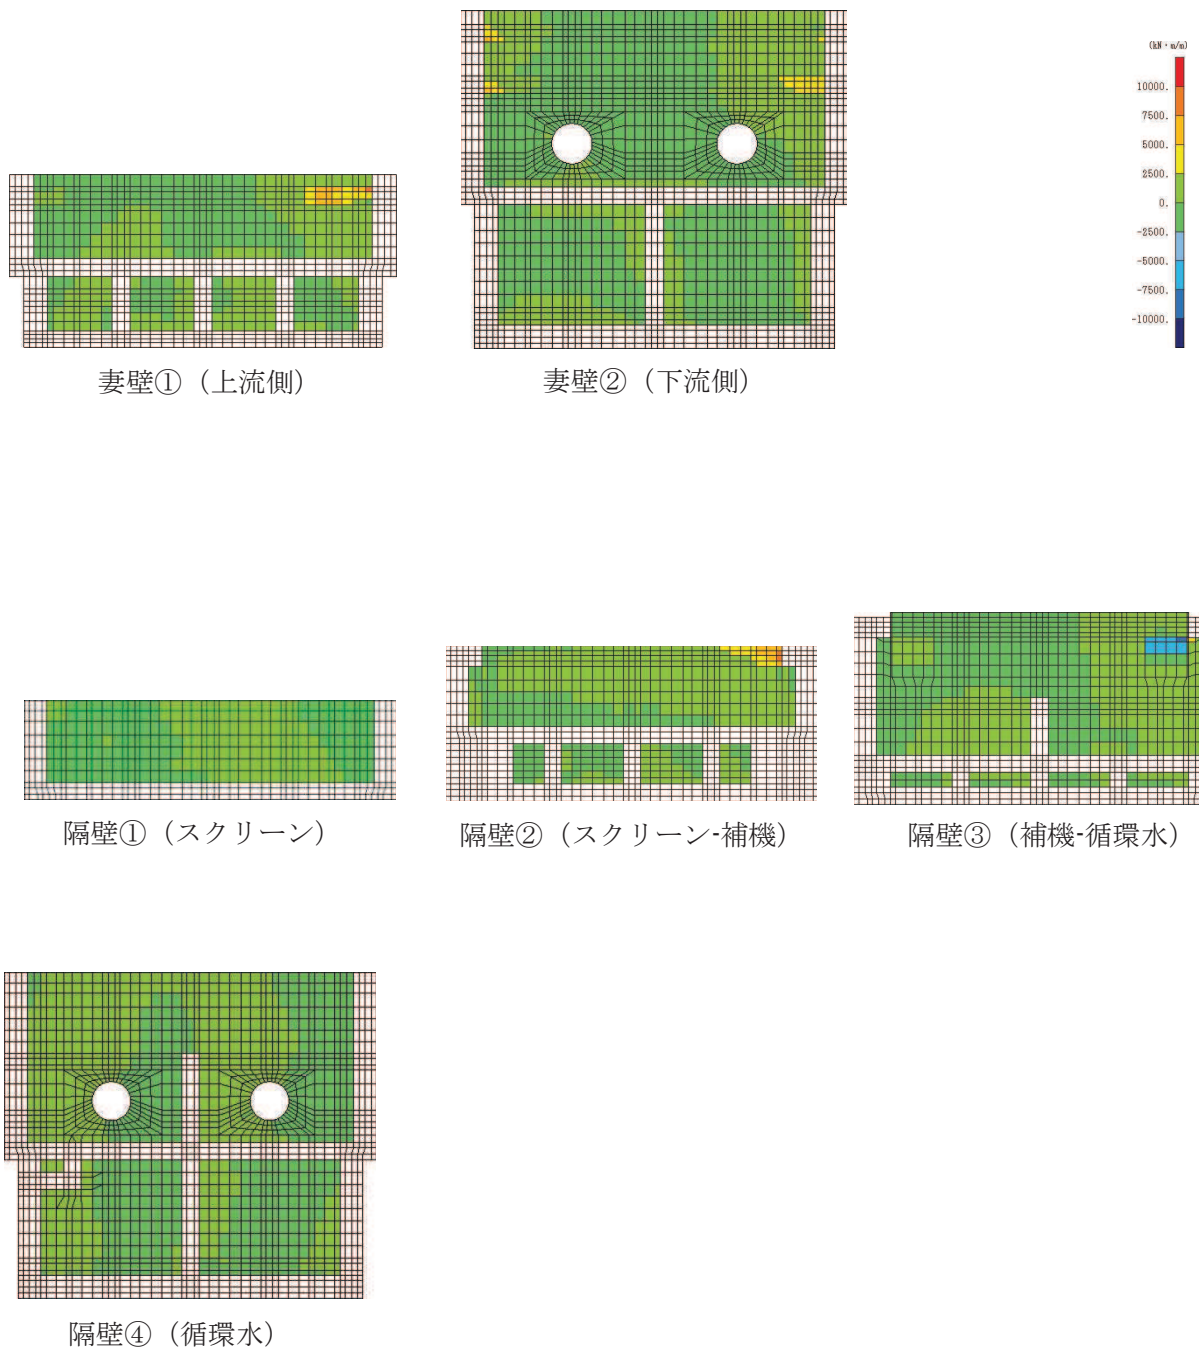 (kN・m/m)
10000.
7500.
5000.
2500.
0.
-2500.
-5000.
-7500.
-10000.
妻壁①（上流側）
妻壁②（下流側）
隔壁①（スクリーン）
隔壁②（スクリーン-補機）
隔壁③（補機-循環水）
隔壁④（循環水）